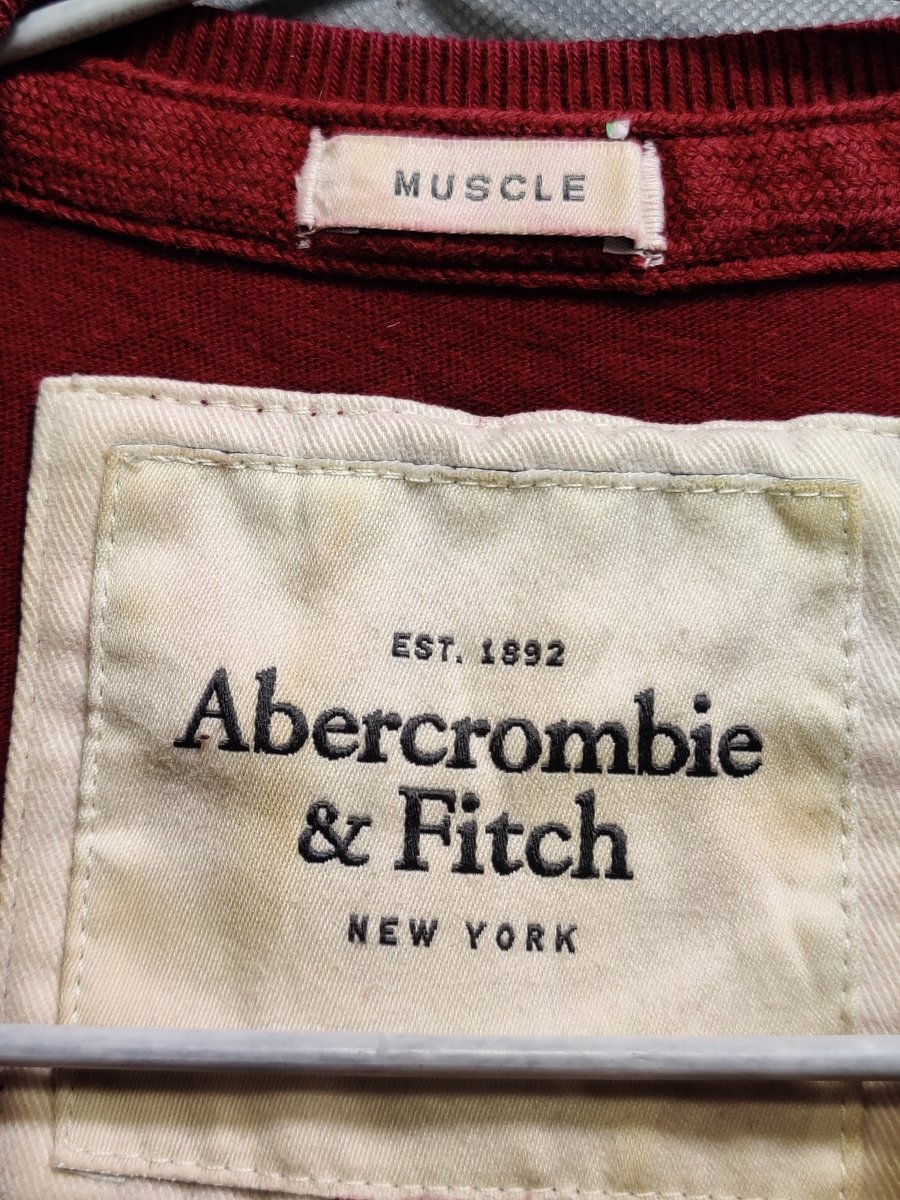 MUSCLE
EST. 1892
Abercrombie
& Fitch
NEW YORK